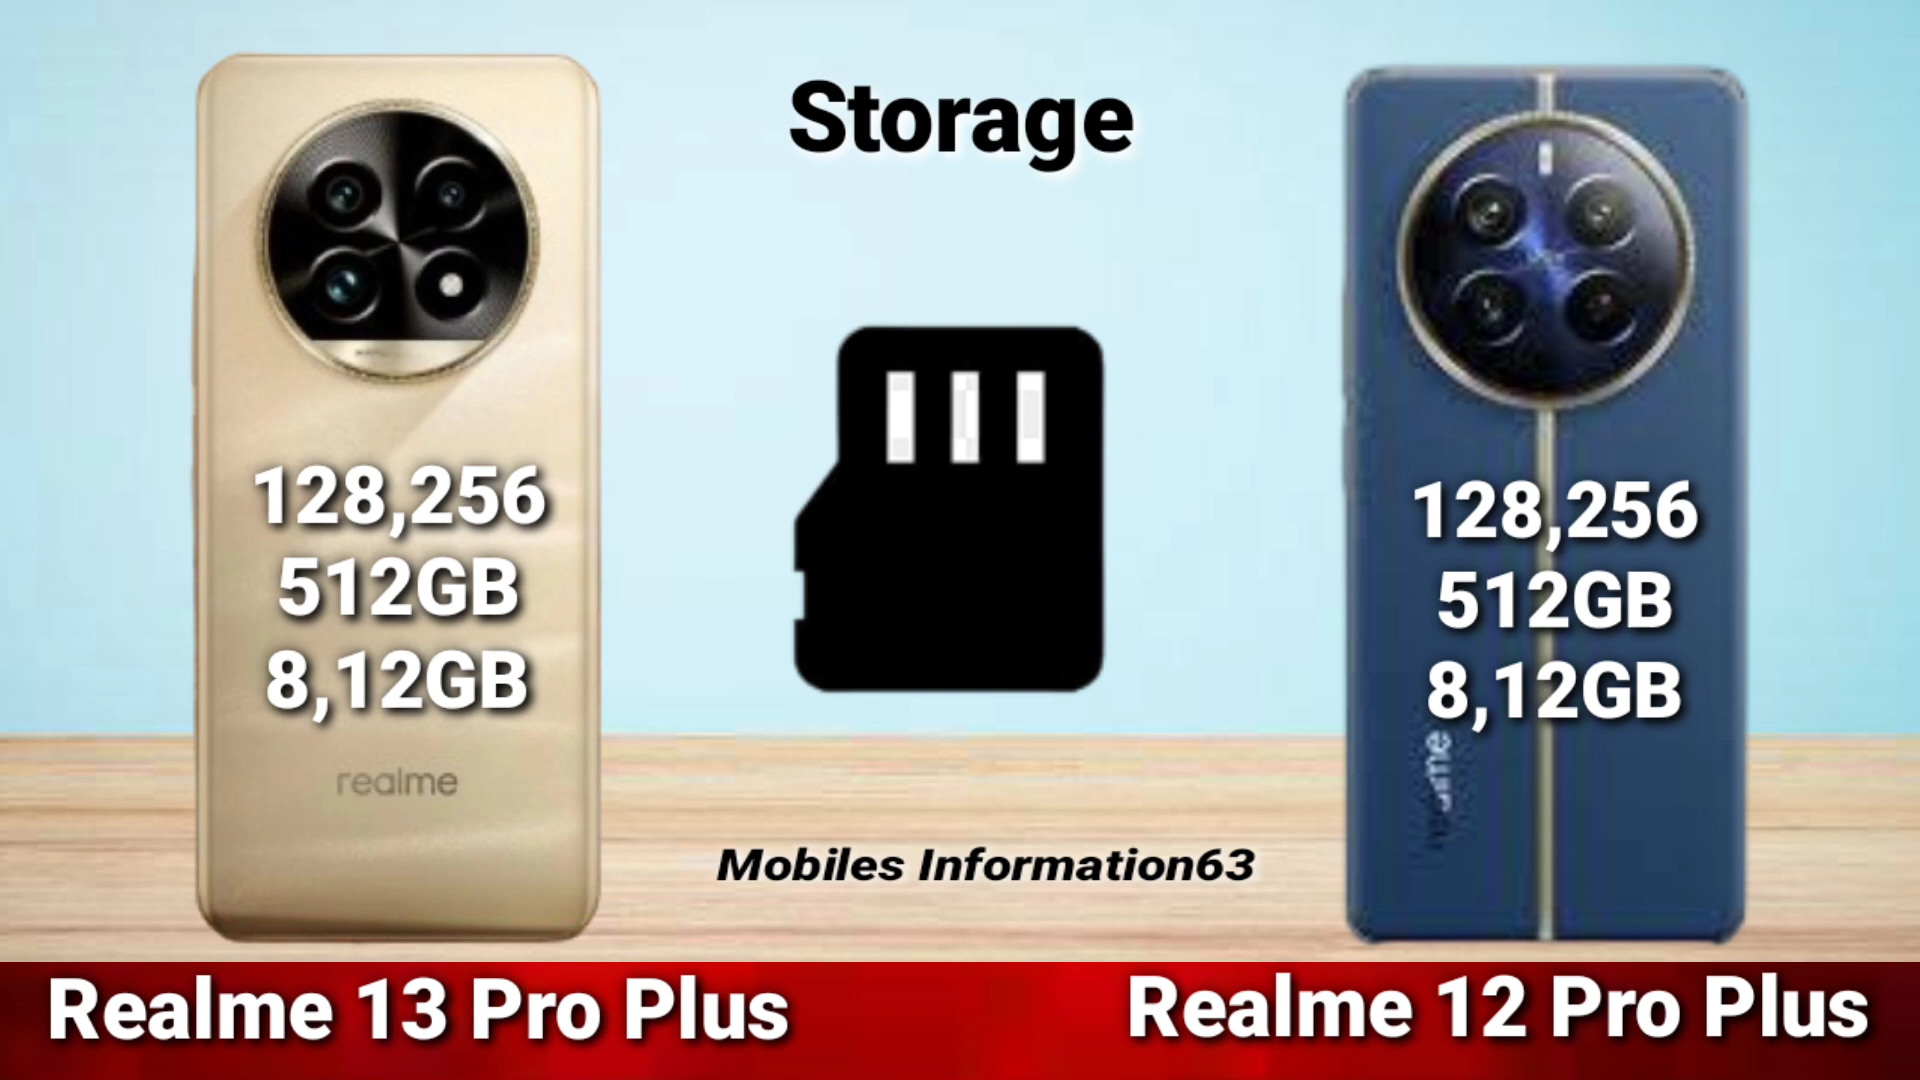 Storage
128,256
512GB
8,12GB
realme
128,256
512GB
8,12GB
realme
Mobiles Information63
Realme 13 Pro Plus
Realme 12 Pro Plus